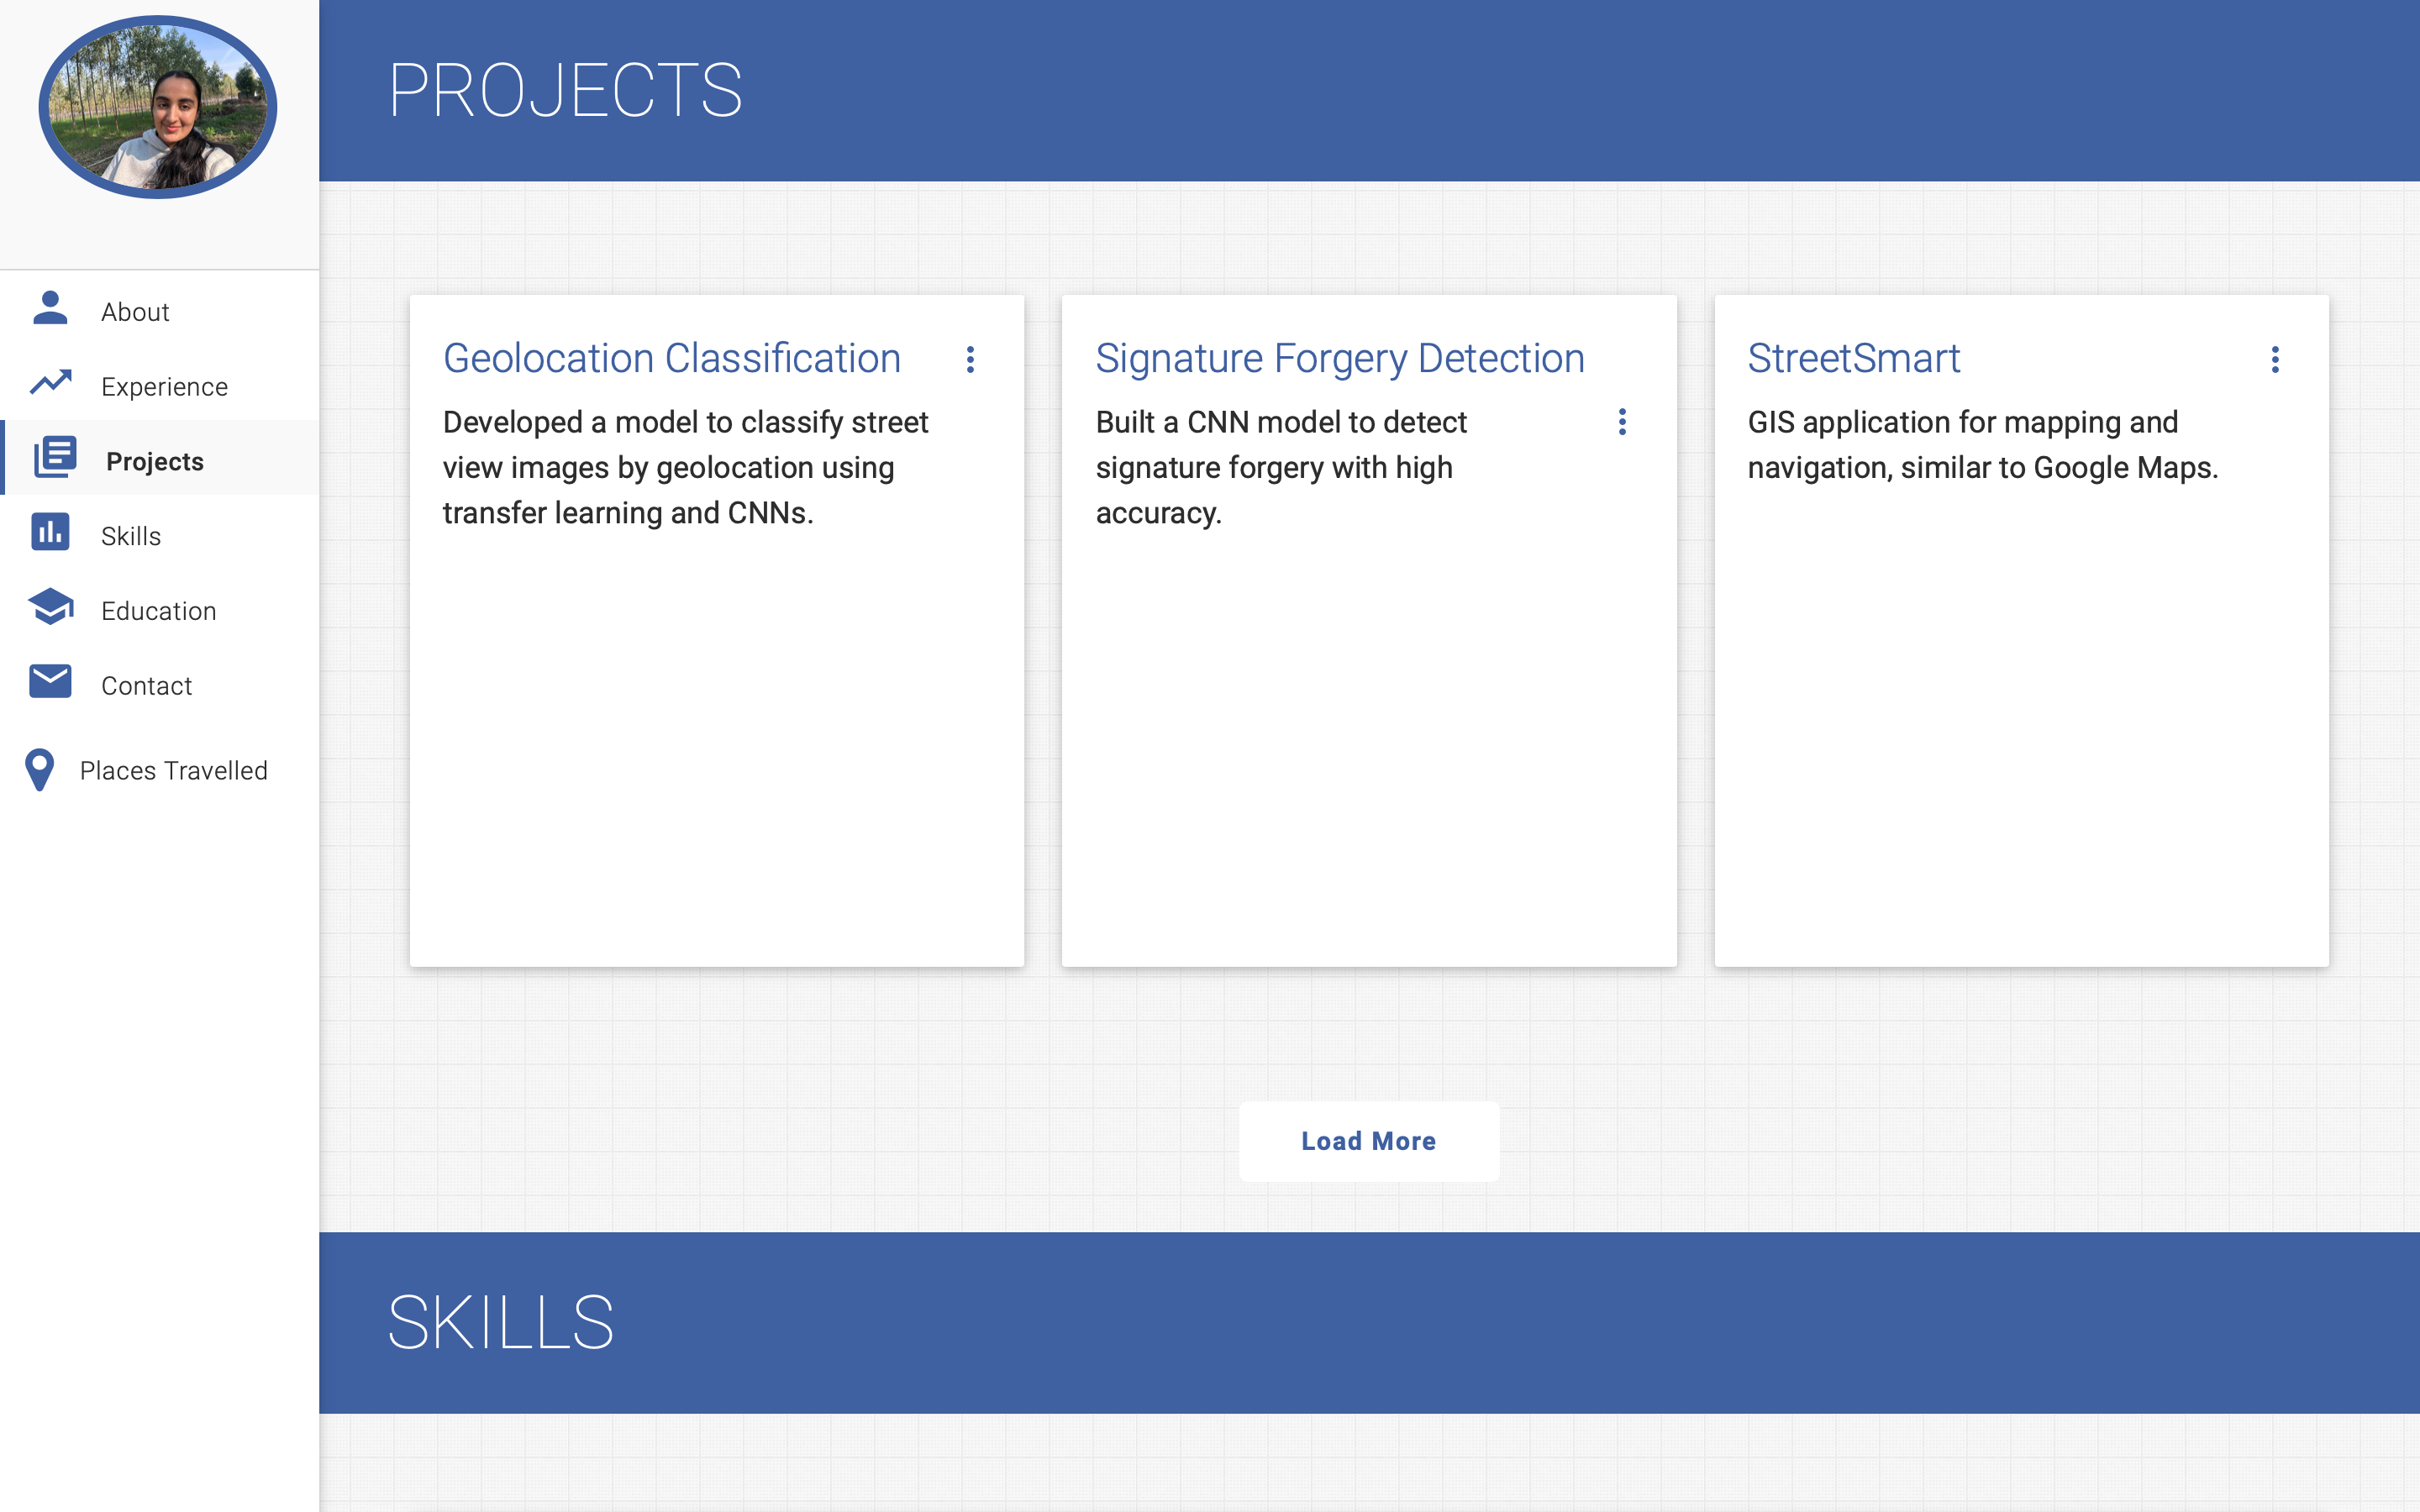 About
Experience
Projects
Skills
Education
Contact
Places Travelled
PROJECTS
Geolocation Classification
Developed a model to classify street
view images by geolocation using
transfer learning and CNNs.
Signature Forgery Detection
Built a CNN model to detect
signature forgery with high
accuracy.
StreetSmart
GIS application for mapping and
navigation, similar to Google Maps.
Load More
SKILLS